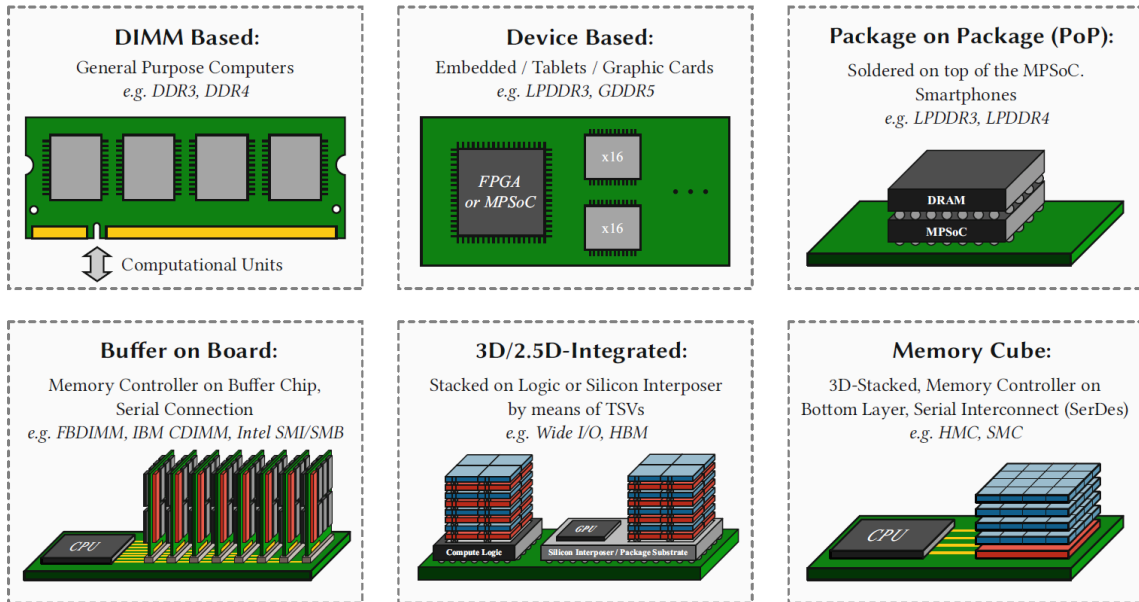 DIMM Based:
General Purpose Computers
e.g. DDR3, DDR4
Computational Units
Device Based:
Embedded / Tablets / Graphic Cards
e.g. LPDDR3, GDDR5
FPGA
or MPSoC
x16
x16
Package on Package (PoP):
Soldered on top of the MPSoC.
Smartphones
e.g. LPDDR3, LPDDR4
DRAM
MPSoC
Buffer on Board:
Memory Controller on Buffer Chip,
Serial Connection
e.g. FBDIMM, IBM CDIMM, Intel SMI/SMB
CPU
3D/2.5D-Integrated:
Stacked on Logic or Silicon Interposer
by means of TSVs
e.g. Wide I/O, HBM
GPU
Compute Logic
Silicon Interposer / Package Substrate
Memory Cube:
3D-Stacked, Memory Controller on
Bottom Layer, Serial Interconnect (SerDes)
e.g. HMC, SMC
CPU